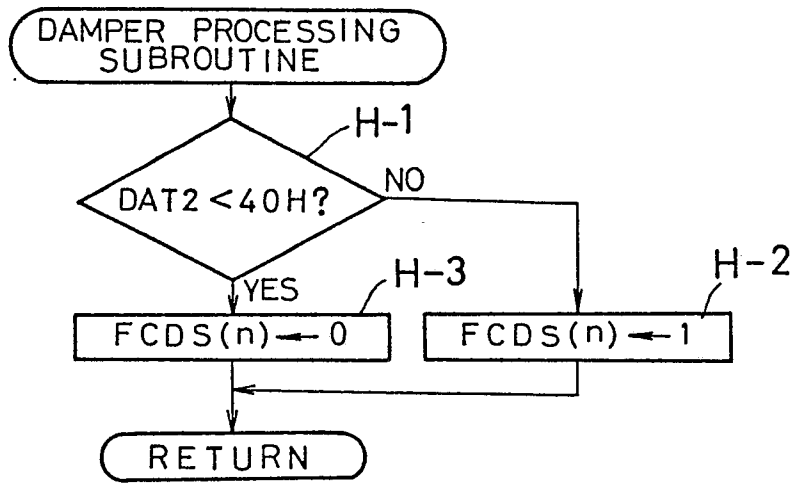 DAMPER PROCESSING
SUBROUTINE
H-1
DAT2 < 40H?
NO
YES
H-3
H-2
FCDS(n) ← 0
FCDS(n) ← 1
RETURN